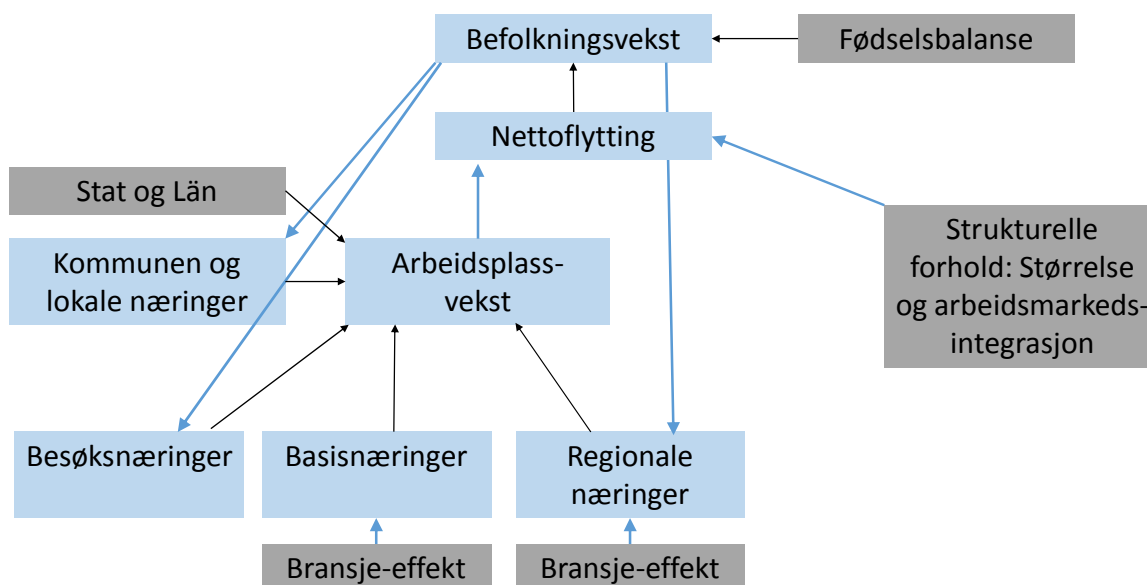 Befolkningsvekst
Fødselsbalanse
Nettoflytting
Stat og Län
Kommunen og
lokale næringer
Arbeidsplass-
vekst
Strukturelle
forhold: Størrelse
og arbeidsmarkeds-
integrasjon
Besøksnæringer
Basisnæringer
Regionale
næringer
Bransje-effekt
Bransje-effekt